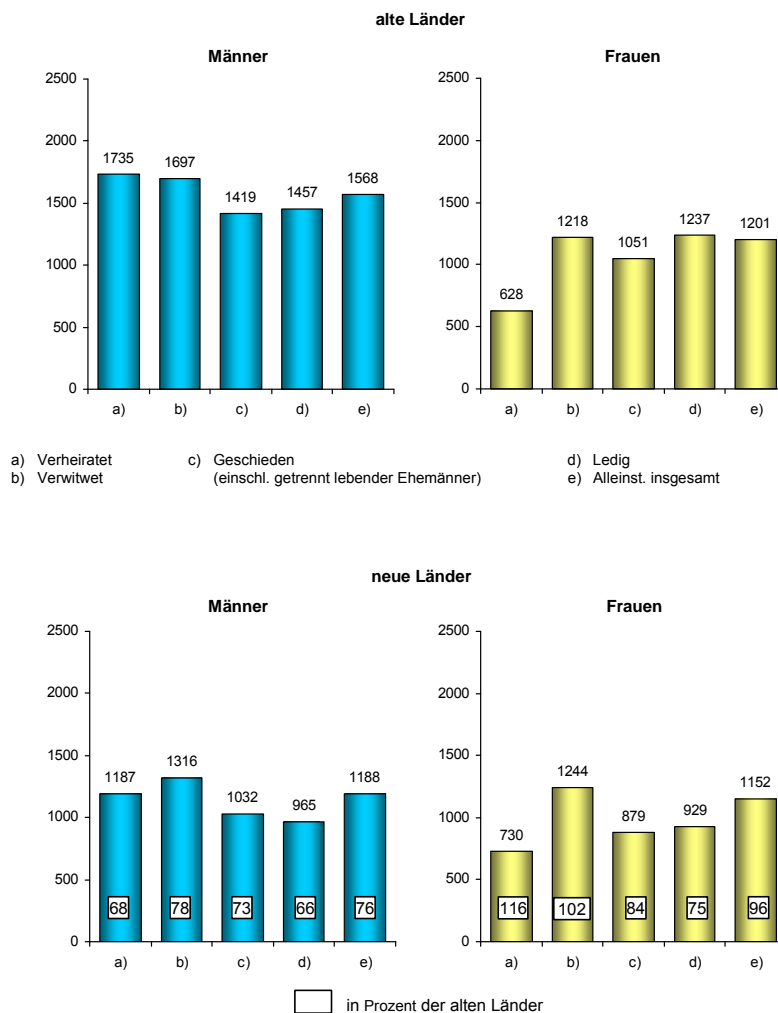 alte Länder
Männer
2500
2000
1500
1000
500
0
1735
1697
1419
1457
1568
a) b) c) d) e)
Frauen
2500
2000
1500
1000
500
0
628
1218
1051
1237
1201
a) b) c) d) e)
a) Verheiratet c) Geschieden d) Ledig
b) Verwitwet (einschl. getrennt lebender Ehemänner) e) Alleinst. insgesamt
neue Länder
Männer
2500
2000
1500
1000
500
0
1187
1316
1032
965
1188
68 78 73 66 76
a) b) c) d) e)
Frauen
2500
2000
1500
1000
500
0
730
1244
879
929
1152
116 102 84 75 96
a) b) c) d) e)
in Prozent der alten Länder